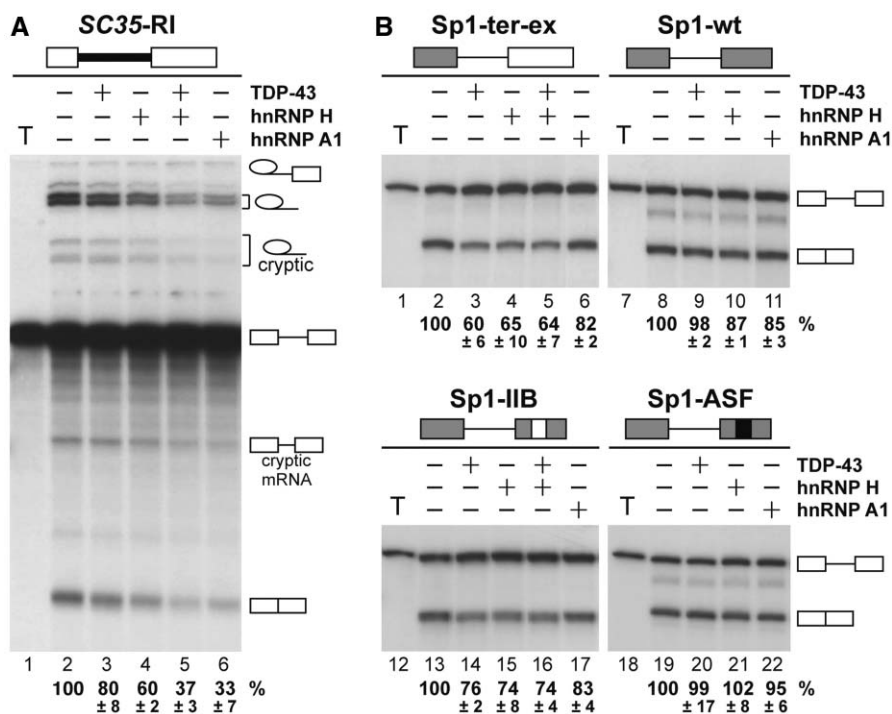 A
SC35-RI
TDP-43
hnRNP H
hnRNP A1
– – + – + –
– – – + + –
T – – – – +
cryptic
cryptic
mRNA
1 2 3 4 5 6
100 80 60 37 33 %
± 8 ± 2 ± 3 ± 7
B
Sp1-ter-ex
Sp1-wt
TDP-43
hnRNP H
hnRNP A1
– + – + –
– – + + –
T – – – – +
– + – –
– – + –
T – – – +
1 2 3 4 5 6
100 60 65 64 82
± 6 ± 10 ± 7 ± 2
7 8 9 10 11
100 98 87 85 %
± 2 ± 1 ± 3
Sp1-IIB
Sp1-ASF
TDP-43
hnRNP H
hnRNP A1
– + – + –
– – + + –
T – – – – +
– + – –
– – + –
T – – – +
12 13 14 15 16 17
100 76 74 74 83
± 2 ± 8 ± 4 ± 4
18 19 20 21 22
100 99 102 95 %
± 17 ± 8 ± 6